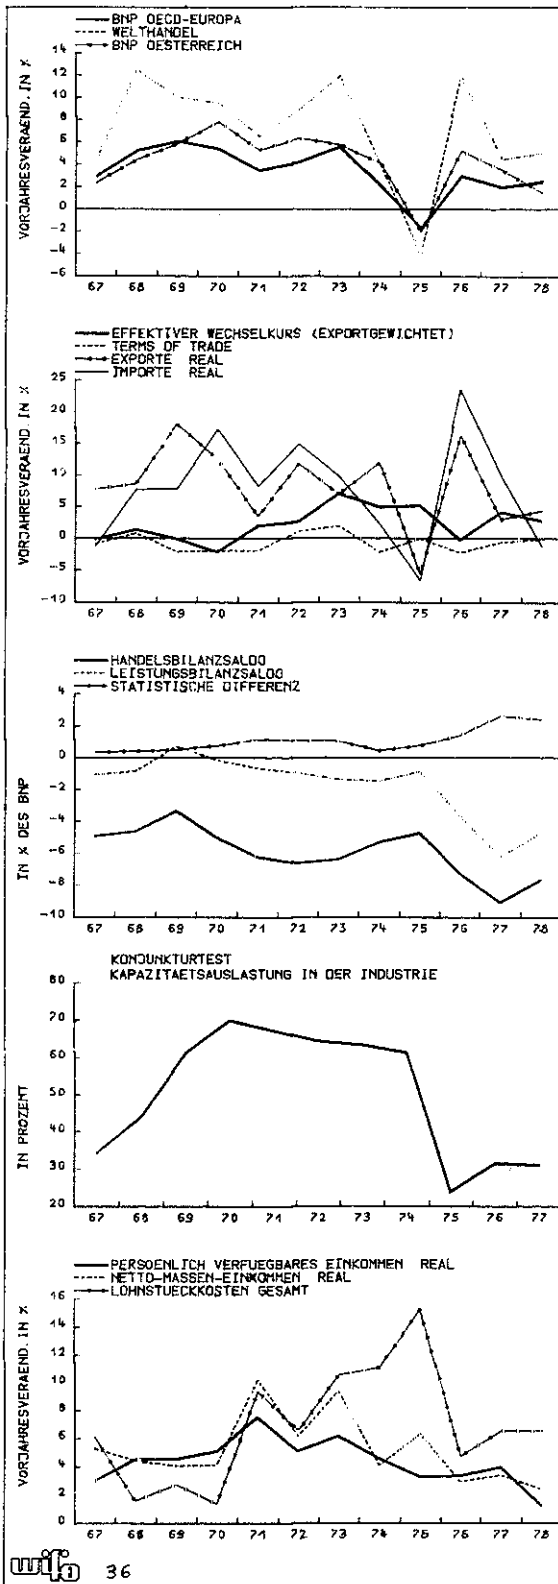 BNP OECD-EUROPA
WELTHANDEL
BNP OESTERREICH
VORJAHRESVERAEND. IN %
14
12
10
8
6
4
2
0
-2
-4
-6
67 68 69 70 71 72 73 74 75 76 77 78
EFFEKTIVER WECHSELKURS (EXPORTGEWICHTET)
TERMS OF TRADE
EXPORTE REAL
IMPORTE REAL
VORJAHRESVERAEND. IN %
25
20
15
10
5
0
-5
-10
67 68 69 70 71 72 73 74 75 76 77 78
HANDELSBILANZSALDO
LEISTUNGSBILANZSALDO
STATISTISCHE DIFFERENZ
IN % DES BNP
4
2
0
-2
-4
-6
-8
-10
67 68 69 70 71 72 73 74 75 76 77 78
KONJUNKTURTEST
KAPAZITAETSAUSLASTUNG IN DER INDUSTRIE
IN PROZENT
80
70
60
50
40
30
20
67 68 69 70 71 72 73 74 75 76 77
PERSOENLICH VERFUEGBARES EINKOMMEN REAL
NETTO-MASSEN-EINKOMMEN REAL
LOHNSTUECKKOSTEN GESAMT
VORJAHRESVERAEND. IN %
16
14
12
10
8
6
4
2
0
67 68 69 70 71 72 73 74 75 76 77 78
wifo 36